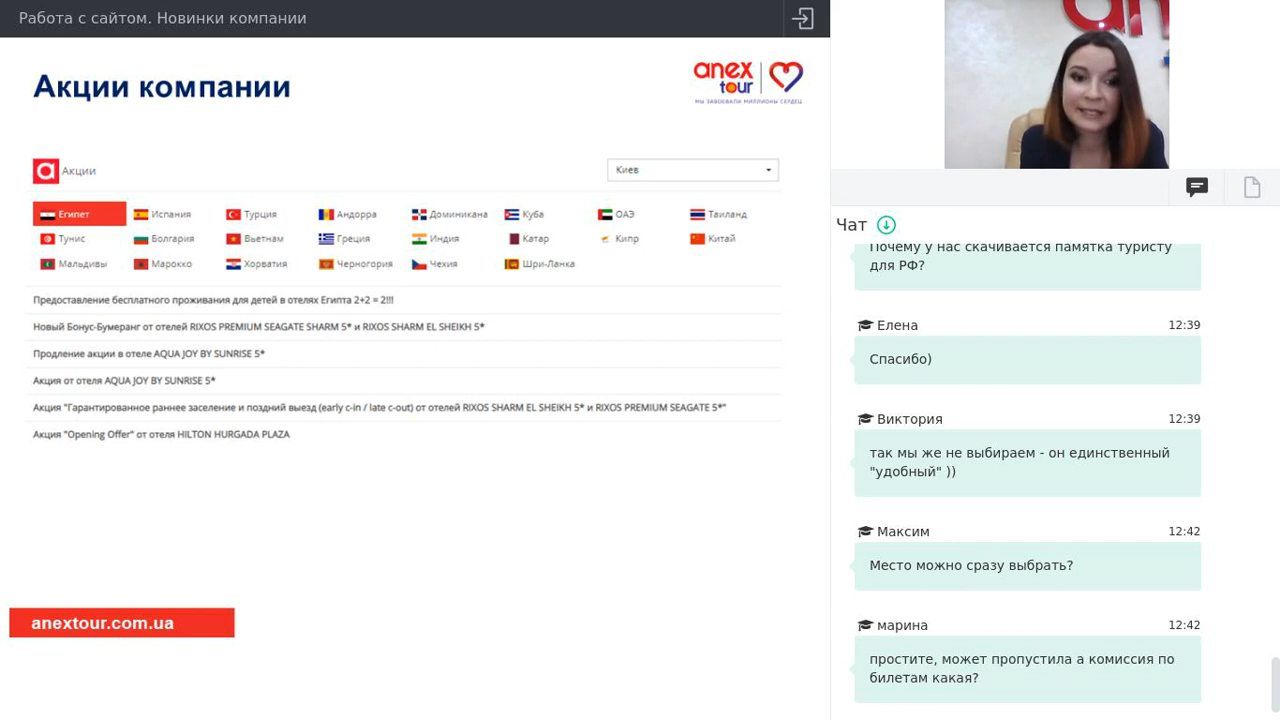 Работа с сайтом. Новинки компании
Акции компании
anex
tour
МЫ ЗАВОЕВАЛИ МИЛЛИОНЫ СЕРДЕЦ
Акции
Киев
Египет Испания Турция Андорра Доминикана Куба ОАЭ Таиланд
Тунис Болгария Вьетнам Греция Индия Катар Кипр Китай
Мальдивы Марокко Хорватия Черногория Чехия Шри-Ланка
Предоставление бесплатного проживания для детей в отелях Египта 2+2 = 2!!!
Новый Бонус-Бумеранг от отелей RIXOS PREMIUM SEAGATE SHARM 5* и RIXOS SHARM EL SHEIKH 5*
Продление акции в отеле AQUA JOY BY SUNRISE 5*
Акция от отеля AQUA JOY BY SUNRISE 5*
Акция "Гарантированное раннее заселение и поздний выезд (early c-in / late c-out) от отелей RIXOS SHARM EL SHEIKH 5* и RIXOS PREMIUM SEAGATE 5*"
Акция "Opening Offer" от отеля HILTON HURGADA PLAZA
anextour.com.ua
Чат
Почему у нас скачивается памятка туристу
для РФ?
Елена 12:39
Спасибо)
Виктория 12:39
так мы же не выбираем - он единственный
"удобный" ))
Максим 12:42
Место можно сразу выбрать?
марина 12:42
простите, может пропустила а комиссия по
билетам какая?